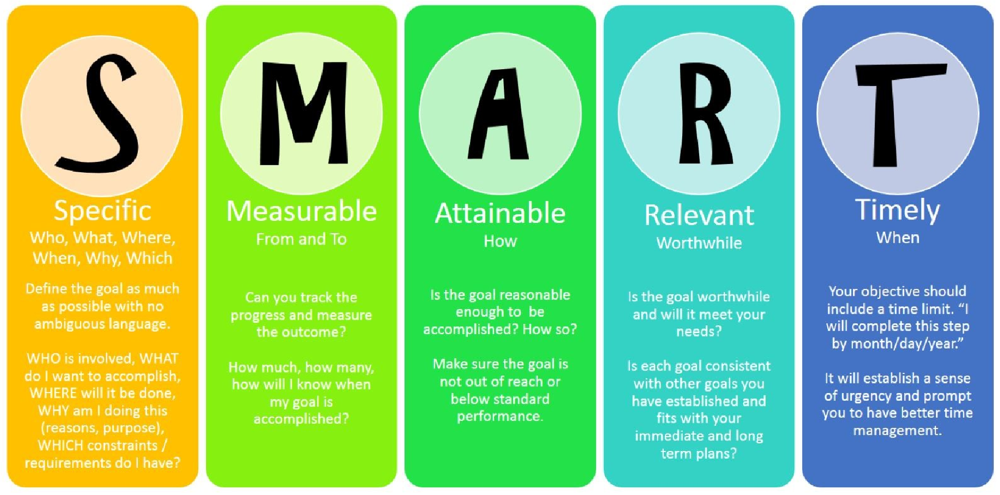 S
Specific
Who, What, Where,
When, Why, Which
Define the goal as much
as possible with no
ambiguous language.
WHO is involved, WHAT
do I want to accomplish,
WHERE will it be done,
WHY am I doing this
(reasons, purpose),
WHICH constraints /
requirements do I have?
M
Measurable
From and To
Can you track the
progress and measure
the outcome?
How much, how many,
how will I know when
my goal is
accomplished?
A
Attainable
How
Is the goal reasonable
enough to be
accomplished? How so?
Make sure the goal is
not out of reach or
below standard
performance.
R
Relevant
Worthwhile
Is the goal worthwhile
and will it meet your
needs?
Is each goal consistent
with other goals you
have established and
fits with your
immediate and long
term plans?
T
Timely
When
Your objective should
include a time limit. “I
will complete this step
by month/day/year.”
It will establish a sense
of urgency and prompt
you to have better time
management.